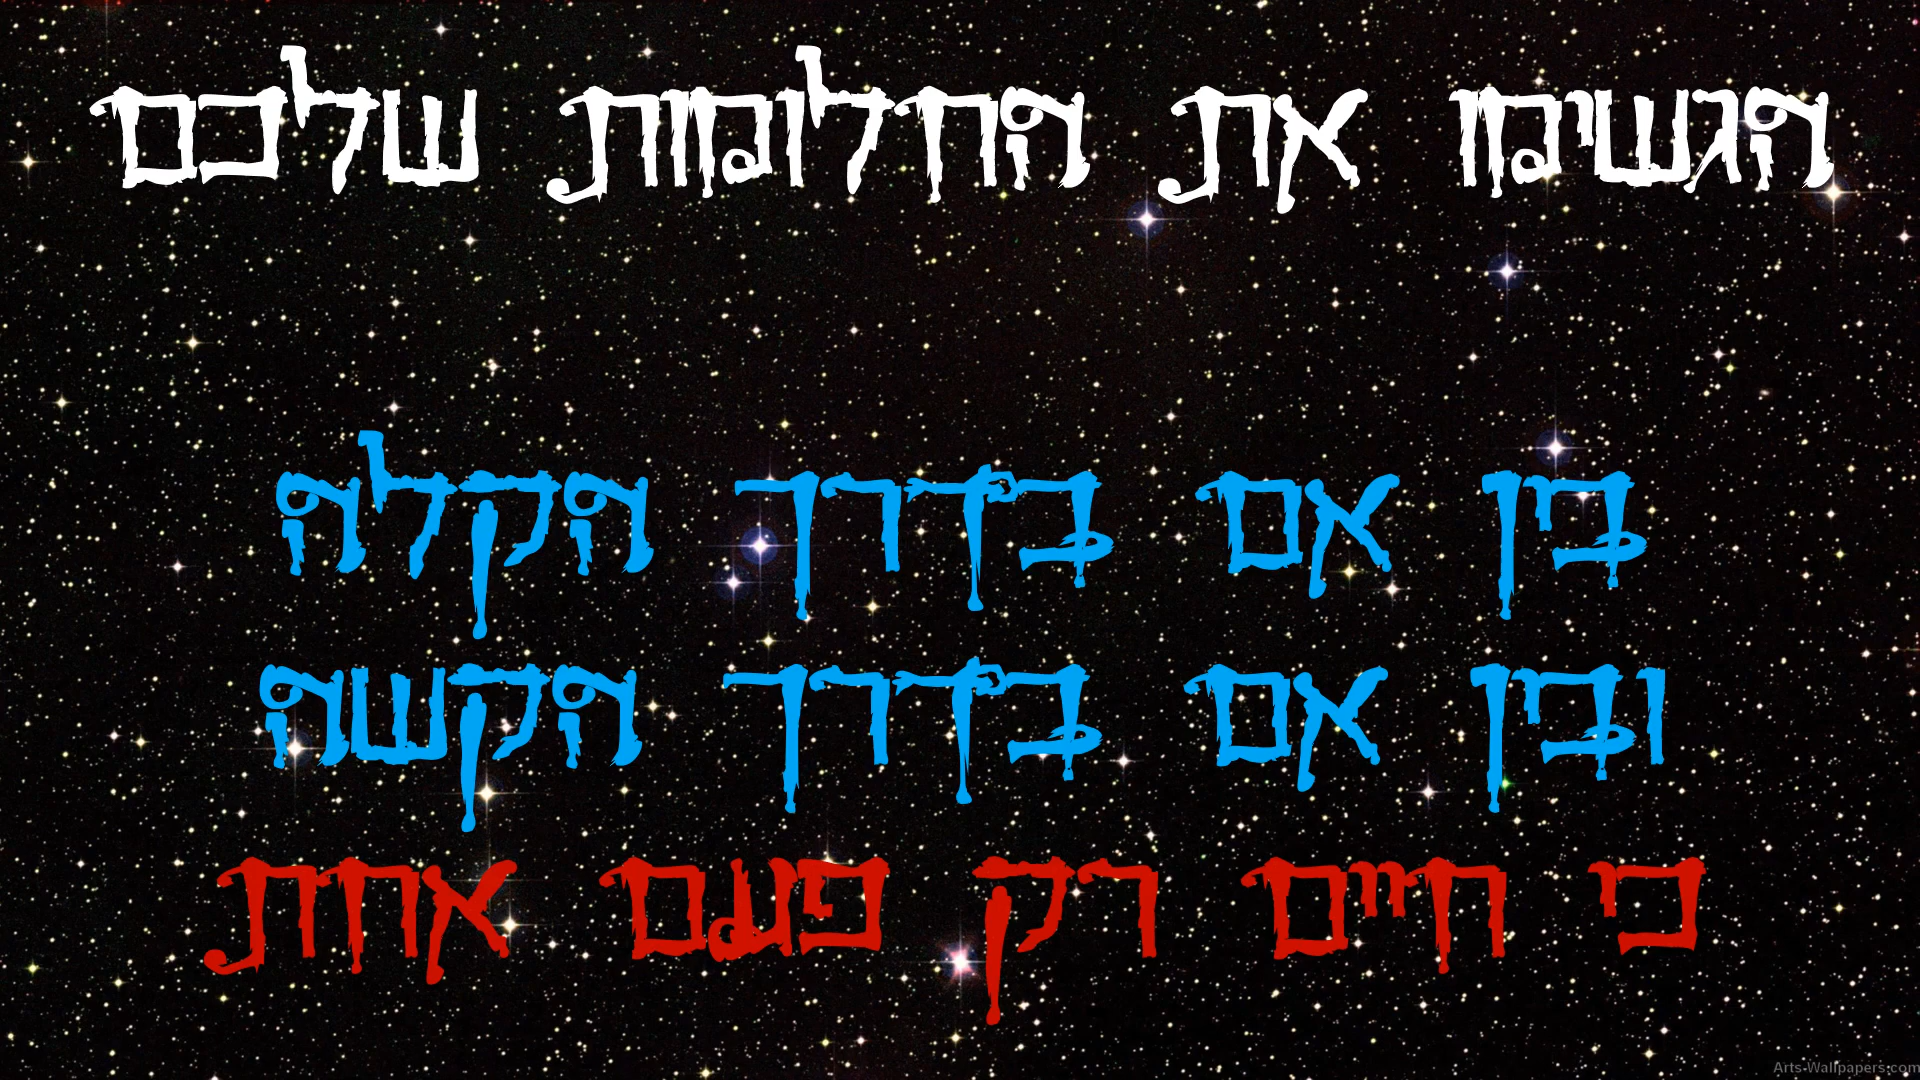 הגשימו את החלומות שלכם
בין אם בדרך הקלה
ובין אם בדרך הקשה
כי חיים רק פעם אחת
Arts-Wallpapers.com